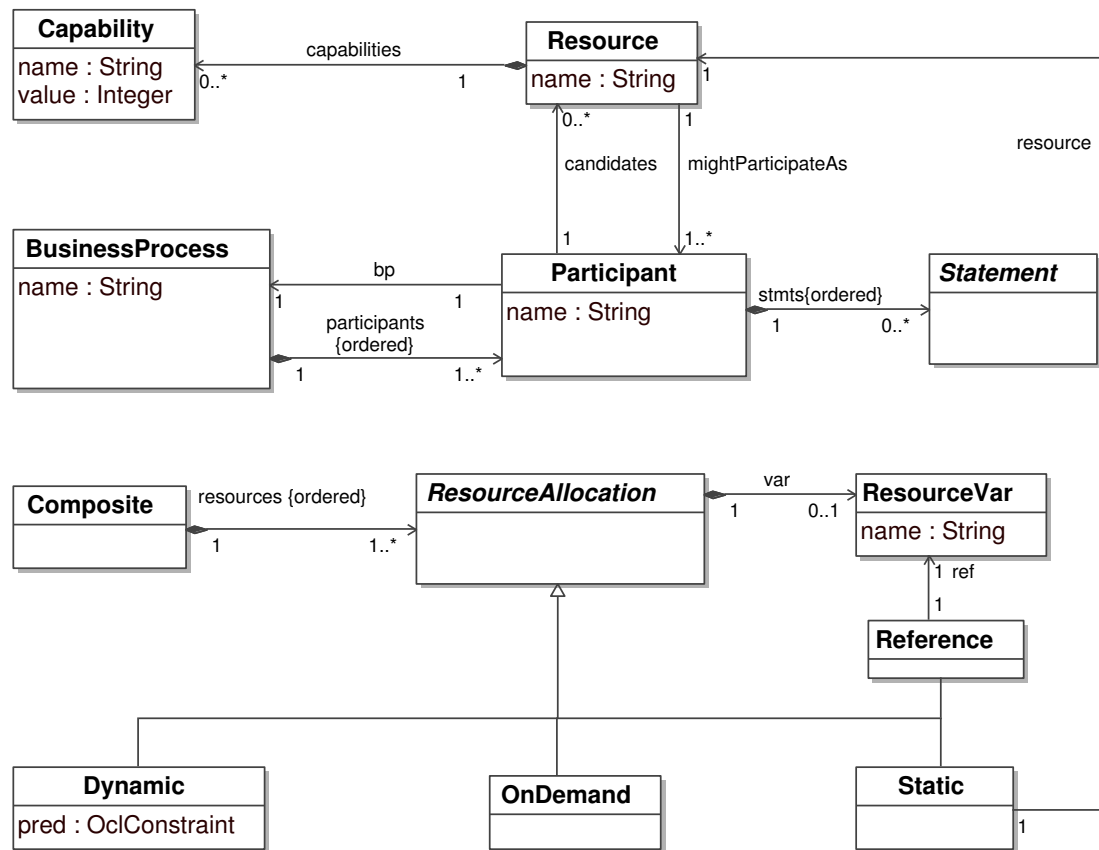 Capability
name : String
value : Integer
capabilities
0..*
1
Resource
name : String
1
resource
0..*
1
candidates
mightParticipateAs
1
1..*
BusinessProcess
name : String
bp
1
1
participants
{ordered}
1
1..*
Participant
name : String
stmts{ordered}
1
0..*
Statement
Composite
resources {ordered}
1
1..*
ResourceAllocation
var
1
0..1
ResourceVar
name : String
1 ref
1
Reference
Dynamic
pred : OclConstraint
OnDemand
Static
1